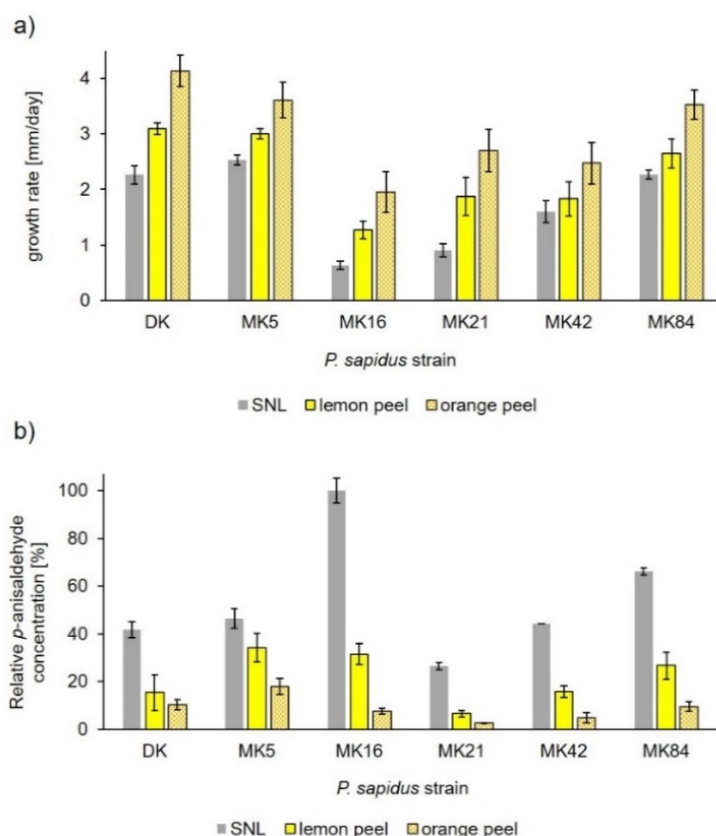 a)
growth rate [mm/day]
4
3
2
1
0
DK MK5 MK16 MK21 MK42 MK84
P. sapidus strain
SNL lemon peel orange peel
b)
Relative p-anisaldehyde
concentration [%]
100
80
60
40
20
0
DK MK5 MK16 MK21 MK42 MK84
P. sapidus strain
SNL lemon peel orange peel